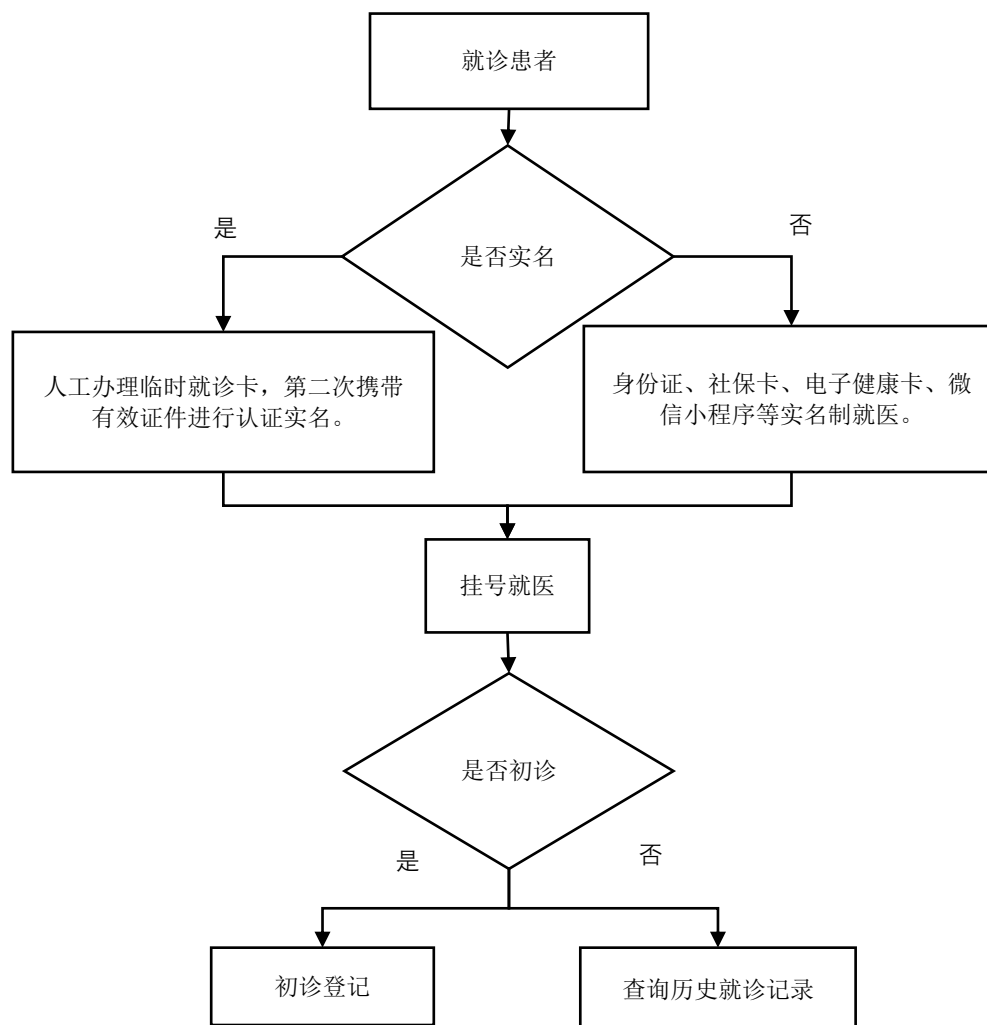 就诊患者
是
否
是否实名
人工办理临时就诊卡，第二次携带
有效证件进行认证实名。
身份证、社保卡、电子健康卡、微
信小程序等实名制就医。
挂号就医
是否初诊
是
否
初诊登记
查询历史就诊记录